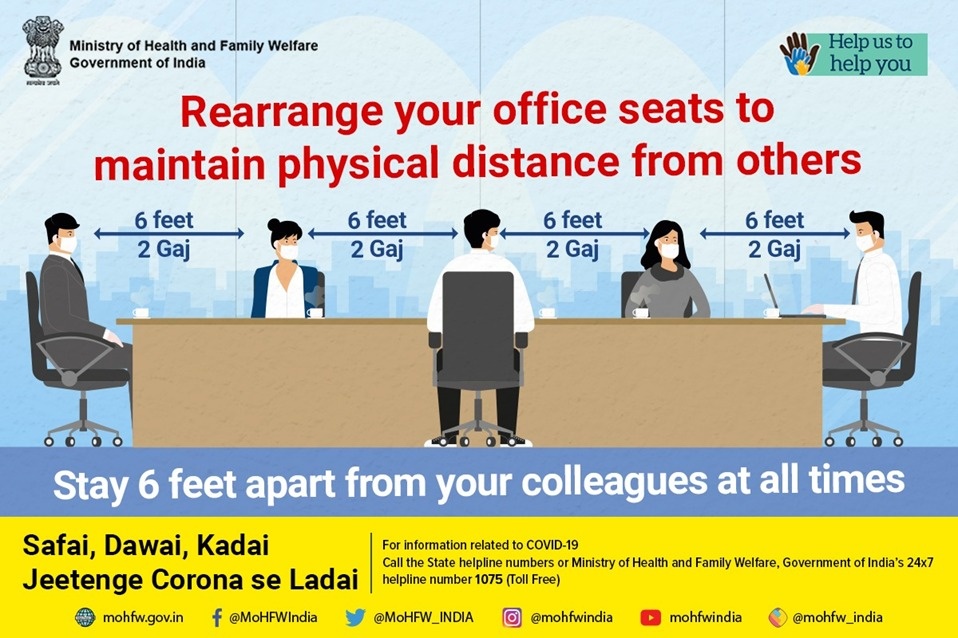 Ministry of Health and Family Welfare
Government of India
Help us to
help you
Rearrange your office seats to
maintain physical distance from others
6 feet
2 Gaj
6 feet
2 Gaj
6 feet
2 Gaj
6 feet
2 Gaj
Stay 6 feet apart from your colleagues at all times
Safai, Dawai, Kadai
Jeetenge Corona se Ladai
For information related to COVID-19
Call the State helpline numbers or Ministry of Health and Family Welfare, Government of India's 24x7
helpline number 1075 (Toll Free)
mohfw.gov.in
@MoHFWIndia
@MoHFW_INDIA
@mohfwindia
mohfwindia
@mohfw_india